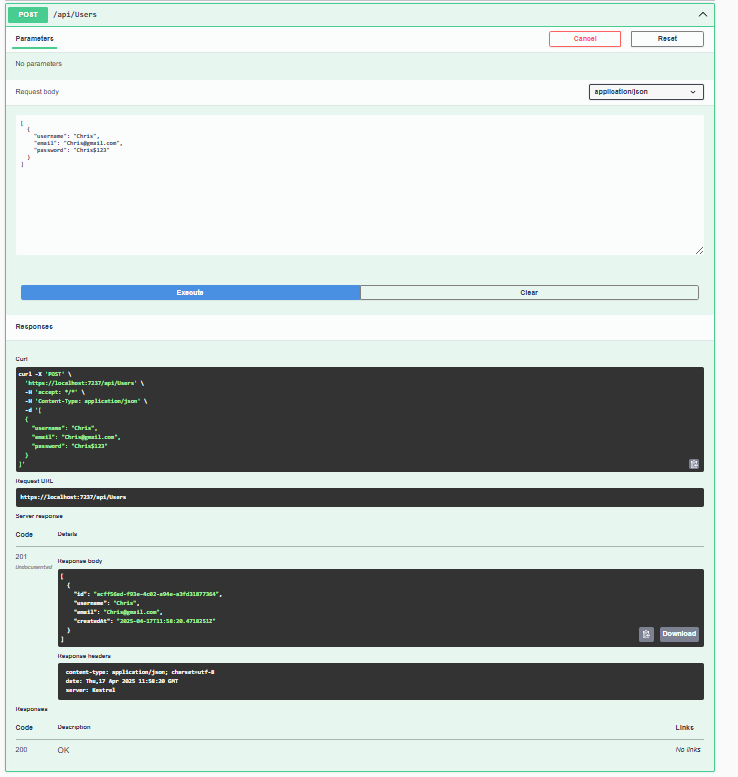 POST /api/Users
Parameters Cancel Reset
No parameters
Request body application/json
[
{
"username": "Chris",
"email": "Chris@gmail.com",
"password": "Chris$123"
}
]
Execute Clear
Responses
Curl
curl -X 'POST' \
'https://localhost:7237/api/Users' \
-H 'accept: */*' \
-H 'Content-Type: application/json' \
-d '[
{
"username": "Chris",
"email": "Chris@gmail.com",
"password": "Chris$123"
}
]'
Request URL
https://localhost:7237/api/Users
Server response
Code Details
201
Undocumented
Response body
[
{
"id":
"username": "Chris",
"email": "Chris@gmail.com",
"createdAt": "2025-04-17T11:58:20.4718251Z"
}
]
Download
Response headers
content-type: application/json; charset=utf-8
date: Thu,17 Apr 2025 11:58:20 GMT
server: Kestrel
Responses
Code Description Links
200 OK No links